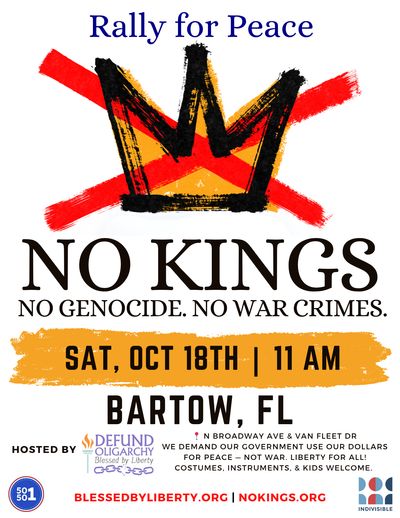 Rally for Peace
NO KINGS
NO GENOCIDE. NO WAR CRIMES.
SAT, OCT 18TH | 11 AM
BARTOW, FL
HOSTED BY
DEFUND
OLIGARCHY
Blessed by Liberty
N BROADWAY AVE & VAN FLEET DR
WE DEMAND OUR GOVERNMENT USE OUR DOLLARS
FOR PEACE – NOT WAR. LIBERTY FOR ALL!
COSTUMES, INSTRUMENTS, & KIDS WELCOME.
50
50
1
BLESSEDBYLIBERTY.ORG | NOKINGS.ORG
INDIVISIBLE